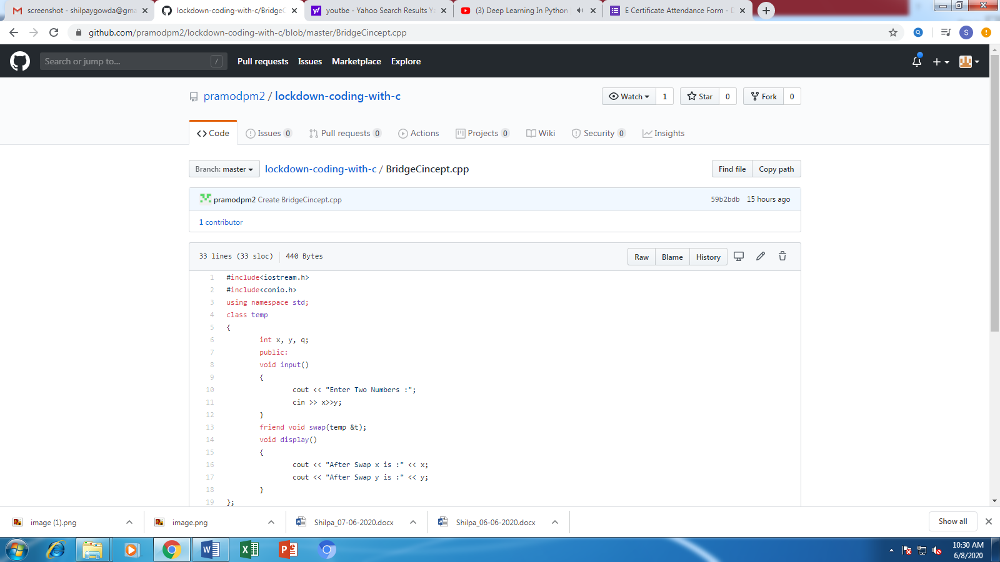 screenshot - shilpaygowda@gma
lockdown-coding-with-c/BridgeC
youtbe - Yahoo Search Results Y
(3) Deep Learning In Python
E Certificate Attendance Form - D
github.com/pramodpm2/lockdown-coding-with-c/blob/master/BridgeCincept.cpp
S
Search or jump to...
/
Pull requests
Issues
Marketplace
Explore
pramodpm2 / lockdown-coding-with-c
Watch 1
Star 0
Fork 0
Code
Issues 0
Pull requests 0
Actions
Projects 0
Wiki
Security 0
Insights
Branch: master
lockdown-coding-with-c / BridgeCincept.cpp
Find file
Copy path
pramodpm2 Create BridgeCincept.cpp
59b2bdb 15 hours ago
1 contributor
33 lines (33 sloc) 440 Bytes
Raw
Blame
History
1 #include<iostream.h>
2 #include<conio.h>
3 using namespace std;
4 class temp
5 {
6 int x, y, q;
7 public:
8 void input()
9 {
10 cout << "Enter Two Numbers :";
11 cin >> x>>y;
12 }
13 friend void swap(temp &t);
14 void display()
15 {
16 cout << "After Swap x is :" << x;
17 cout << "After Swap y is :" << y;
18 }
19 };
image (1).png
image.png
Shilpa_07-06-2020.docx
Shilpa_06-06-2020.docx
Show all
10:30 AM
6/8/2020